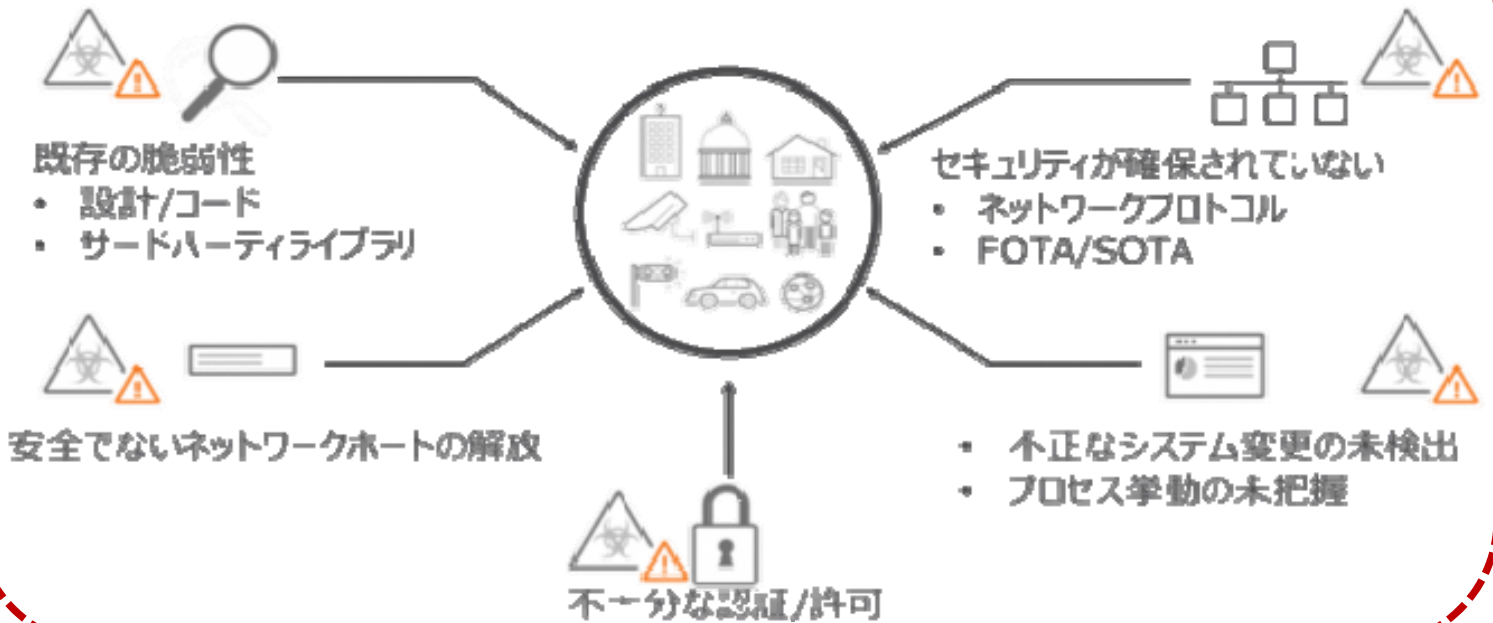 既存の脆弱性
• 設計/コード
• サードパーティライブラリ
セキュリティが確保されていない
• ネットワークプロトコル
• FOTA/SOTA
安全でないネットワークポートの解放
• 不正なシステム変更の未検出
• プロセス挙動の未把握
不十分な認証/許可